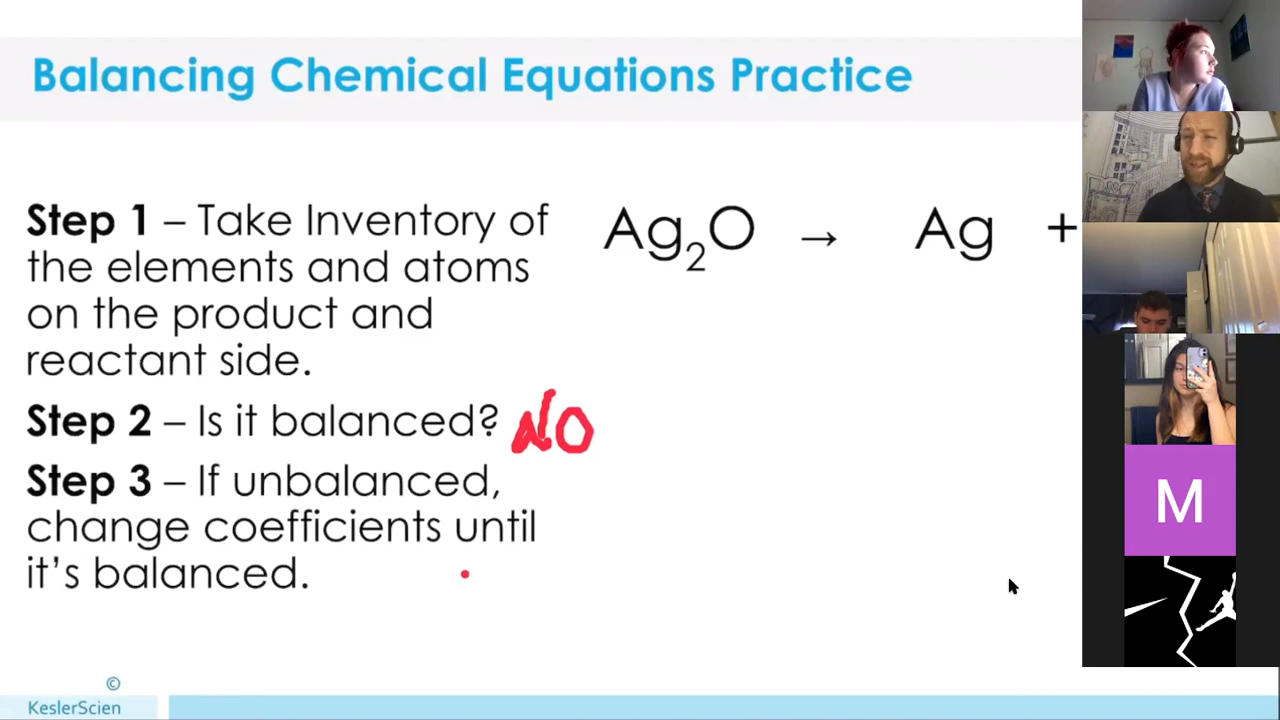 Balancing Chemical Equations Practice
Step 1 – Take Inventory of
the elements and atoms
on the product and
reactant side.
Ag₂O → Ag +
Step 2 – Is it balanced? NO
Step 3 – If unbalanced,
change coefficients until
it's balanced.
M
©
KeslerScien